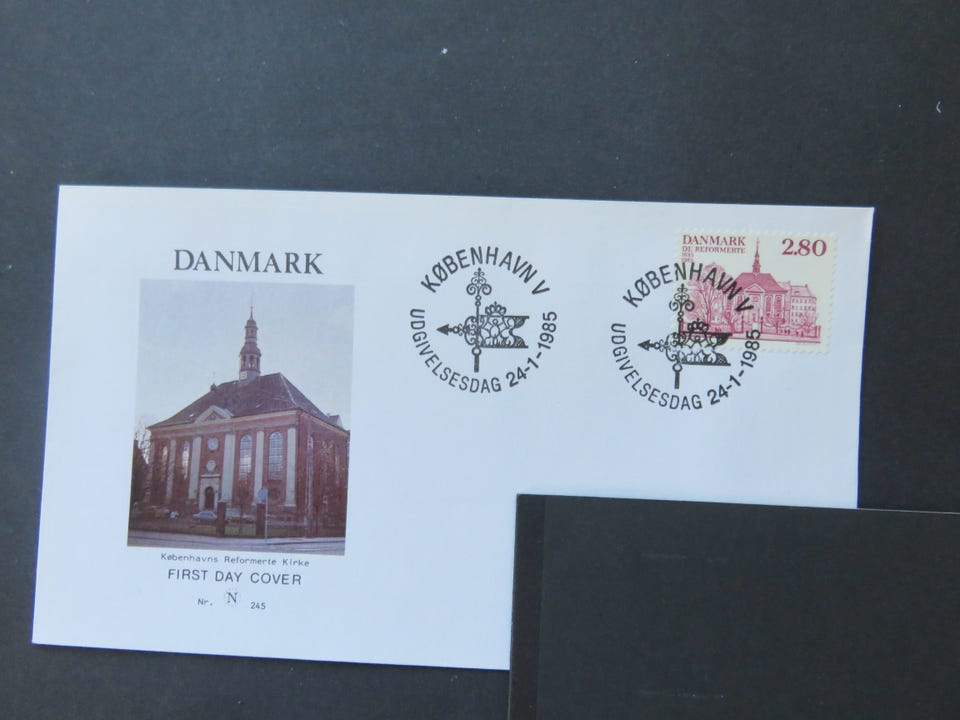 DANMARK
Københavns Reformerte Kirke
FIRST DAY COVER
Nr. N 245
KØBENHAVN V
UDGIVELSESDAG 24-1-1985
DANMARK 2.80
DE REFORMERTE
KØBENHAVN V
UDGIVELSESDAG 24-1-1985